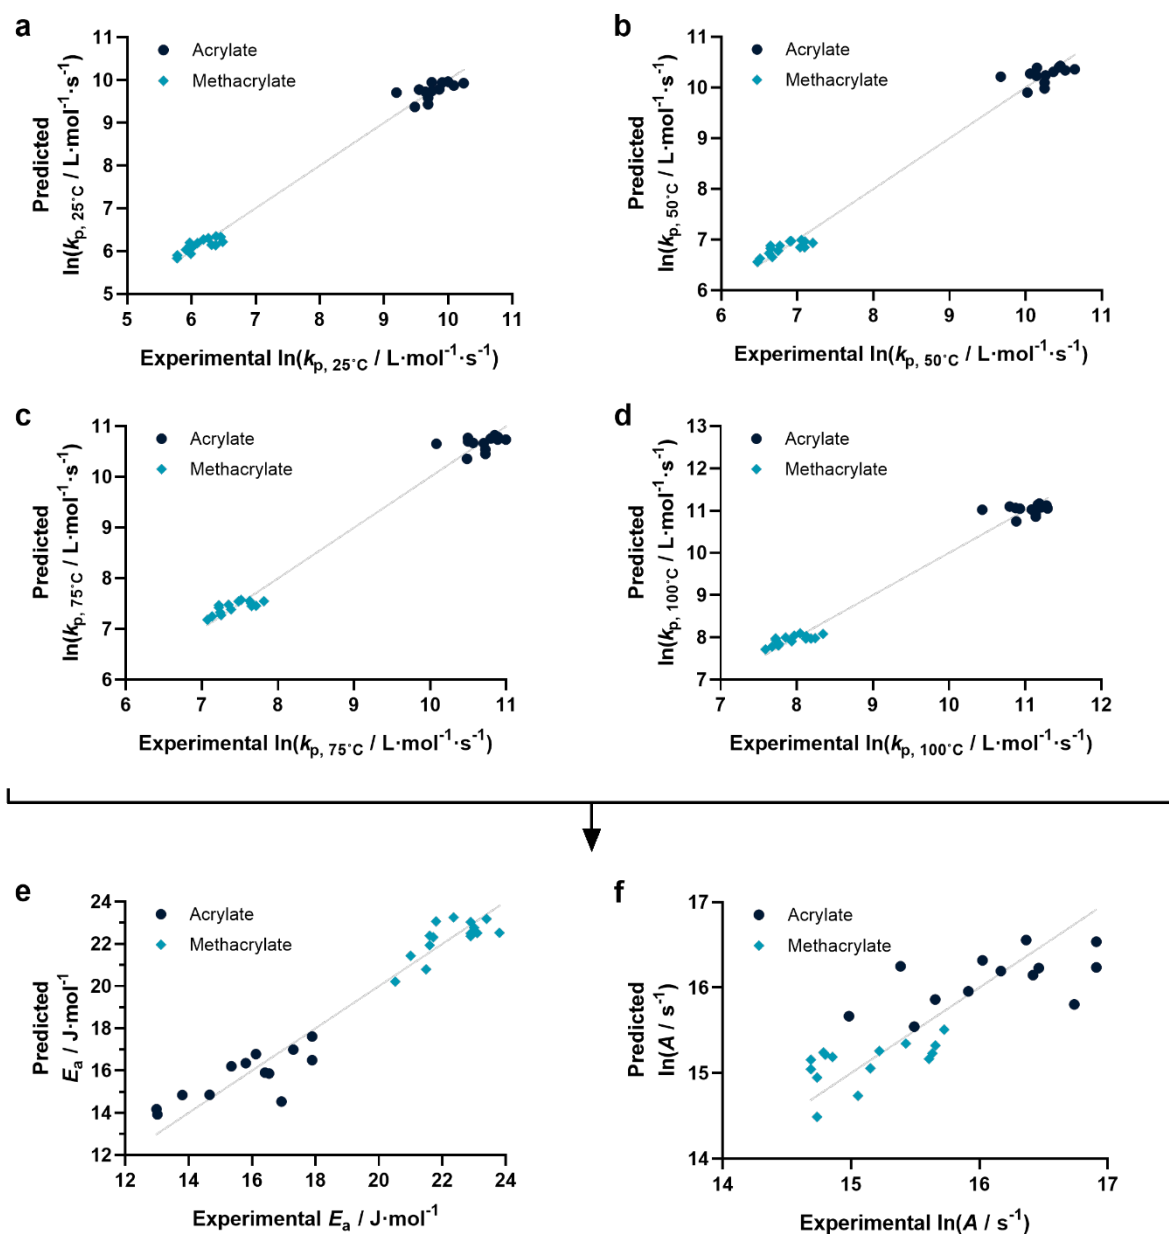 a
Acrylate
Methacrylate
Predicted
ln(kp, 25°C / L·mol⁻¹·s⁻¹)
11
10
9
8
7
6
5
5 6 7 8 9 10 11
Experimental ln(kp, 25°C / L·mol⁻¹·s⁻¹)
b
Acrylate
Methacrylate
Predicted
ln(kp, 50°C / L·mol⁻¹·s⁻¹)
11
10
9
8
7
6
6 7 8 9 10 11
Experimental ln(kp, 50°C / L·mol⁻¹·s⁻¹)
c
Acrylate
Methacrylate
Predicted
ln(kp, 75°C / L·mol⁻¹·s⁻¹)
11
10
9
8
7
6
6 7 8 9 10 11
Experimental ln(kp, 75°C / L·mol⁻¹·s⁻¹)
d
Acrylate
Methacrylate
Predicted
ln(kp, 100°C / L·mol⁻¹·s⁻¹)
13
12
11
10
9
8
7
7 8 9 10 11 12
Experimental ln(kp, 100°C / L·mol⁻¹·s⁻¹)
e
Acrylate
Methacrylate
Predicted
Ea / J·mol⁻¹
24
22
20
18
16
14
12
12 14 16 18 20 22 24
Experimental Ea / J·mol⁻¹
f
Acrylate
Methacrylate
Predicted
ln(A / s⁻¹)
17
16
15
14
14 15 16 17
Experimental ln(A / s⁻¹)